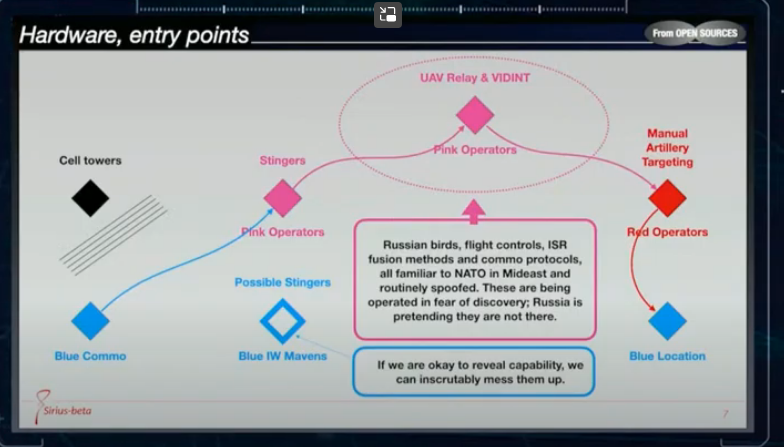 Hardware, entry points
From OPEN SOURCES
UAV Relay & VIDINT
Pink Operators
Manual
Artillery
Targeting
Cell towers
Stingers
Pink Operators
Red Operators
Russian birds, flight controls, ISR
fusion methods and commo protocols,
all familiar to NATO in Mideast and
routinely spoofed. These are being
operated in fear of discovery; Russia is
pretending they are not there.
Possible Stingers
Blue Commo
Blue IW Mavens
Blue Location
If we are okay to reveal capability, we
can inscrutably mess them up.
Sirius-beta
7